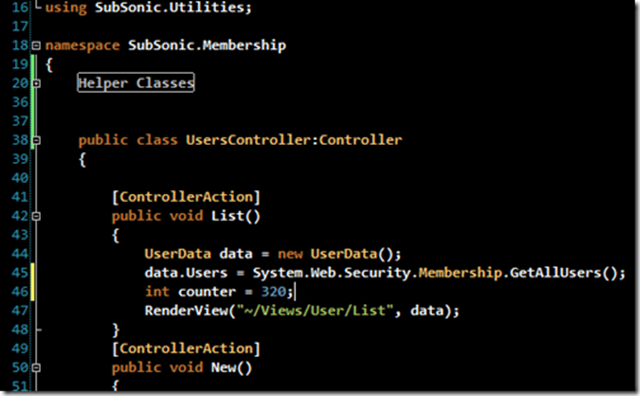 16 using SubSonic.Utilities;
17
18 namespace SubSonic.Membership
19 {
20 Helper Classes
36
37
38 public class UsersController:Controller
39 {
40
41 [ControllerAction]
42 public void List()
43 {
44 UserData data = new UserData();
45 data.Users = System.Web.Security.Membership.GetAllUsers();
46 int counter = 320;
47 RenderView("~/Views/User/List", data);
48 }
49 [ControllerAction]
50 public void New()
51 {